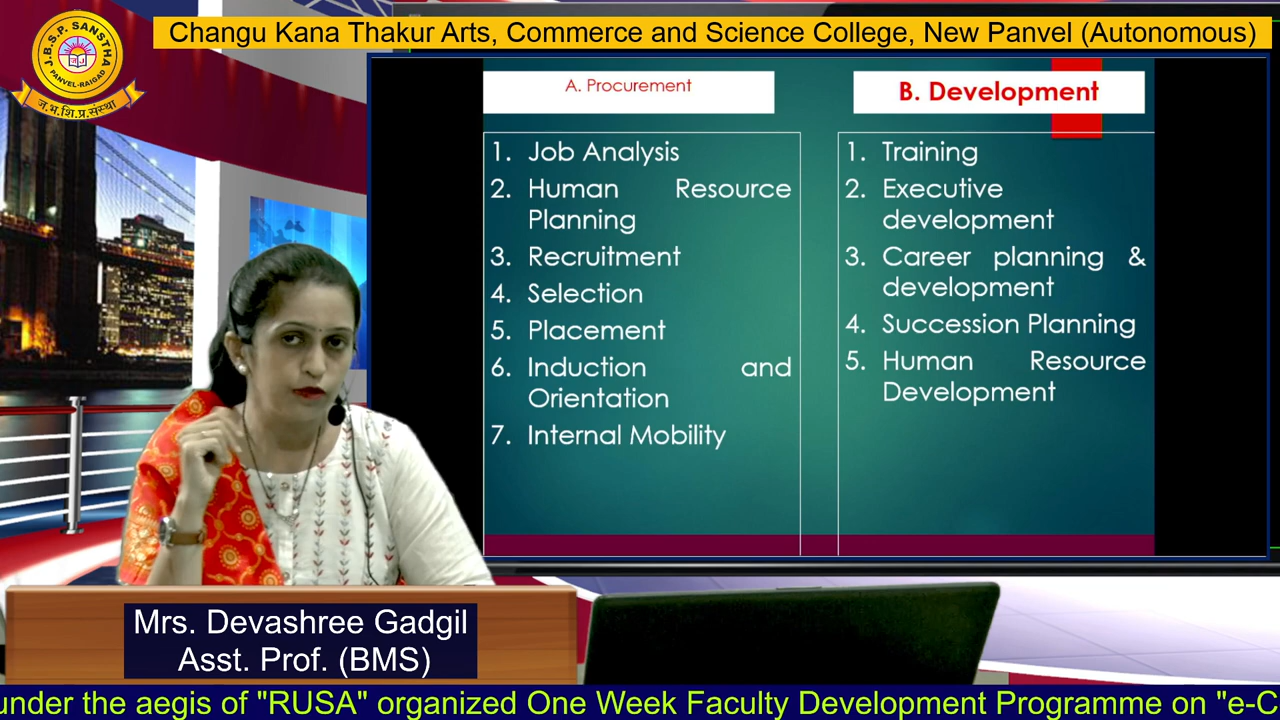 Changu Kana Thakur Arts, Commerce and Science College, New Panvel (Autonomous)
J.B.S.P. SANSTHA
PANVEL-RAIGAD
ज.भ.शि.प्र.संस्था
A. Procurement
1. Job Analysis
2. Human Resource
Planning
3. Recruitment
4. Selection
5. Placement
6. Induction and
Orientation
7. Internal Mobility
B. Development
1. Training
2. Executive
development
3. Career planning &
development
4. Succession Planning
5. Human Resource
Development
Mrs. Devashree Gadgil
Asst. Prof. (BMS)
under the aegis of "RUSA" organized One Week Faculty Development Programme on "e-C